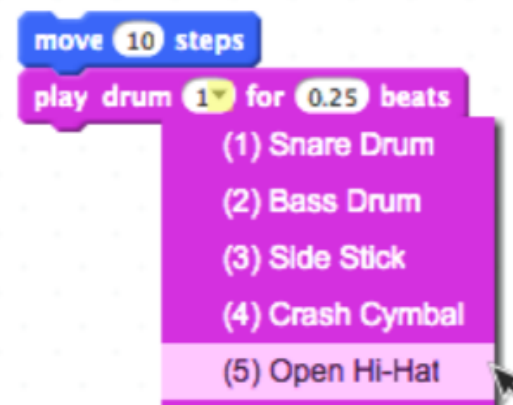 move 10 steps
play drum 1 for 0.25 beats
(1) Snare Drum
(2) Bass Drum
(3) Side Stick
(4) Crash Cymbal
(5) Open Hi-Hat